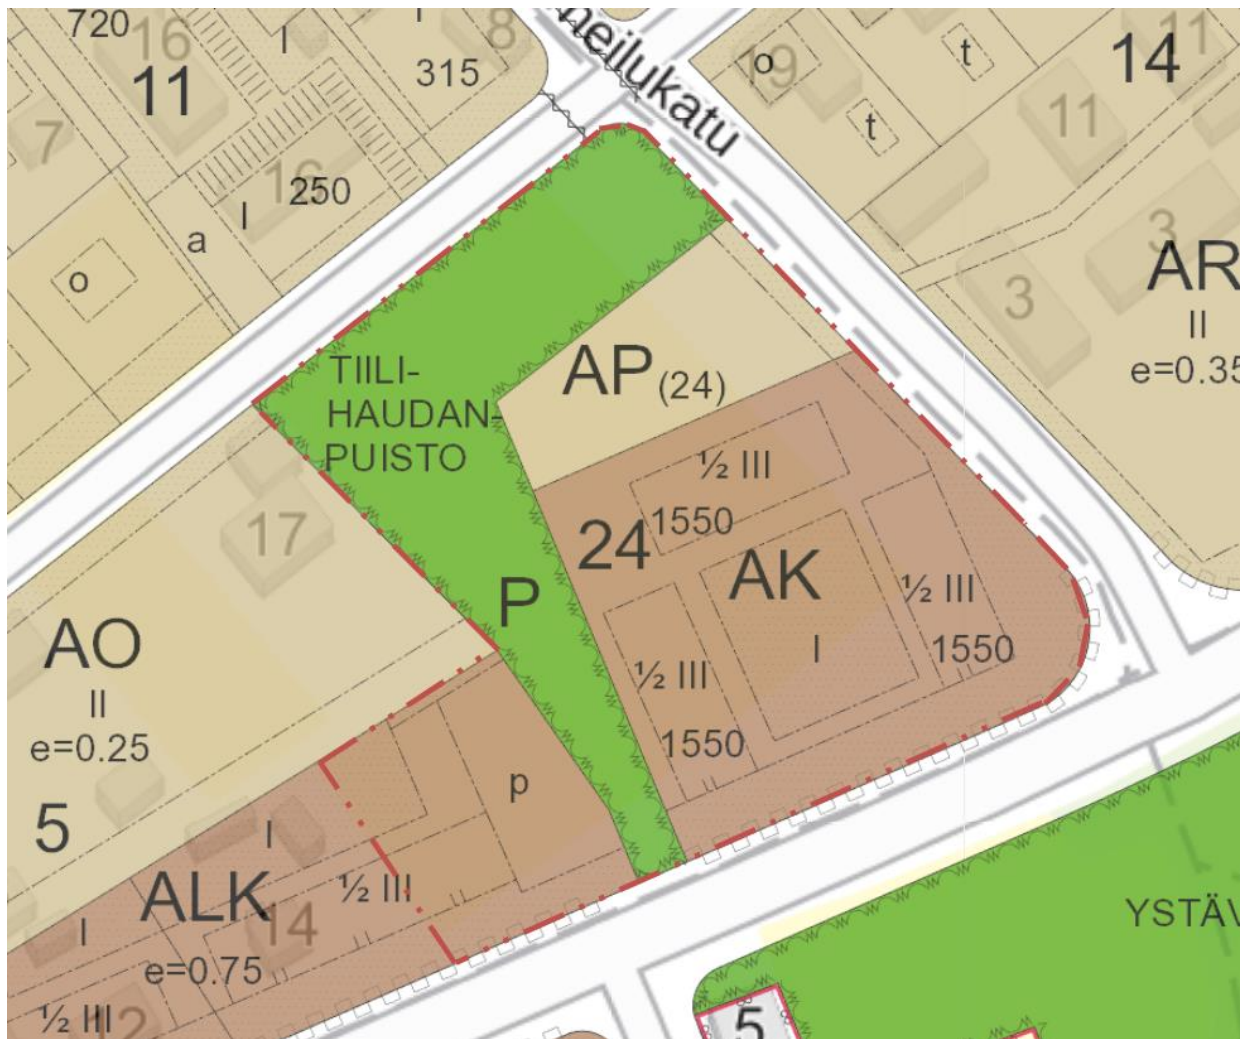 720
16
11
I
I
8
315
7
16
250
I
a
o
neilukatu
19
o
t
t
11
14
11
3
3
AR
II
e=0.35
TIILI-
HAUDAN-
PUISTO
AP (24)
½ III
1550
24
AK
I
½ III
1550
½ III
1550
P
17
AO
II
e=0.25
5
p
I
ALK
½ III
14
e=0.75
I
½ III
12
YSTÄV
5